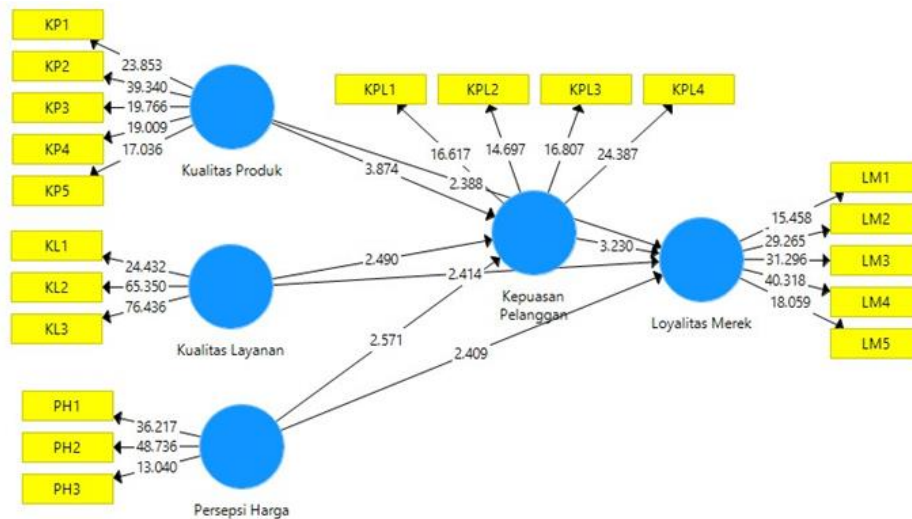 KP1
KP2
KP3
KP4
KP5
23.853
39.340
19.766
19.009
17.036
Kualitas Produk
KPL1
KPL2
KPL3
KPL4
16.617
14.697
16.807
24.387
3.874
2.388
KL1
KL2
KL3
24.432
65.350
76.436
Kualitas Layanan
2.490
2.414
3.230
Kepuasan
Pelanggan
LM1
LM2
LM3
LM4
LM5
15.458
29.265
31.296
40.318
18.059
Loyalitas Merek
2.571
2.409
PH1
PH2
PH3
36.217
48.736
13.040
Persepsi Harga